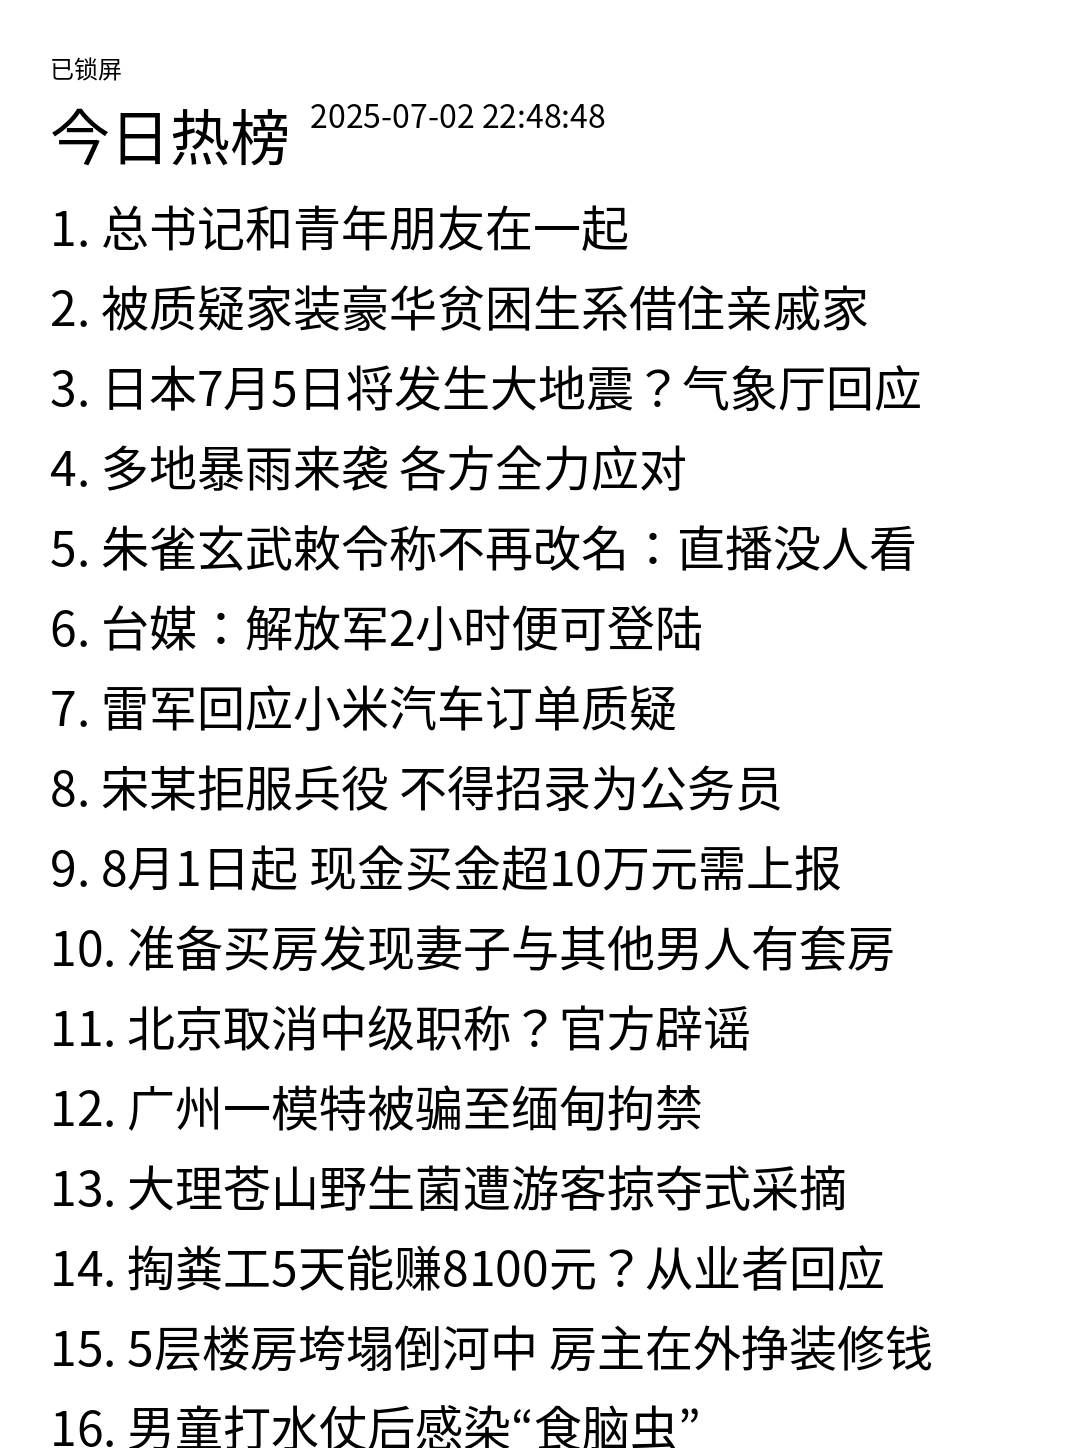 已锁屏
今日热榜 2025-07-02 22:48:48
1. 总书记和青年朋友在一起
2. 被质疑家装豪华贫困生系借住亲戚家
3. 日本7月5日将发生大地震？气象厅回应
4. 多地暴雨来袭 各方全力应对
5. 朱雀玄武敕令称不再改名：直播没人看
6. 台媒：解放军2小时便可登陆
7. 雷军回应小米汽车订单质疑
8. 宋某拒服兵役 不得招录为公务员
9. 8月1日起 现金买金超10万元需上报
10. 准备买房发现妻子与其他男人有套房
11. 北京取消中级职称？官方辟谣
12. 广州一模特被骗至缅甸拘禁
13. 大理苍山野生菌遭游客掠夺式采摘
14. 掏粪工5天能赚8100元？从业者回应
15. 5层楼房垮塌倒河中 房主在外挣装修钱
16. 男童打水仗后感染“食脑虫”